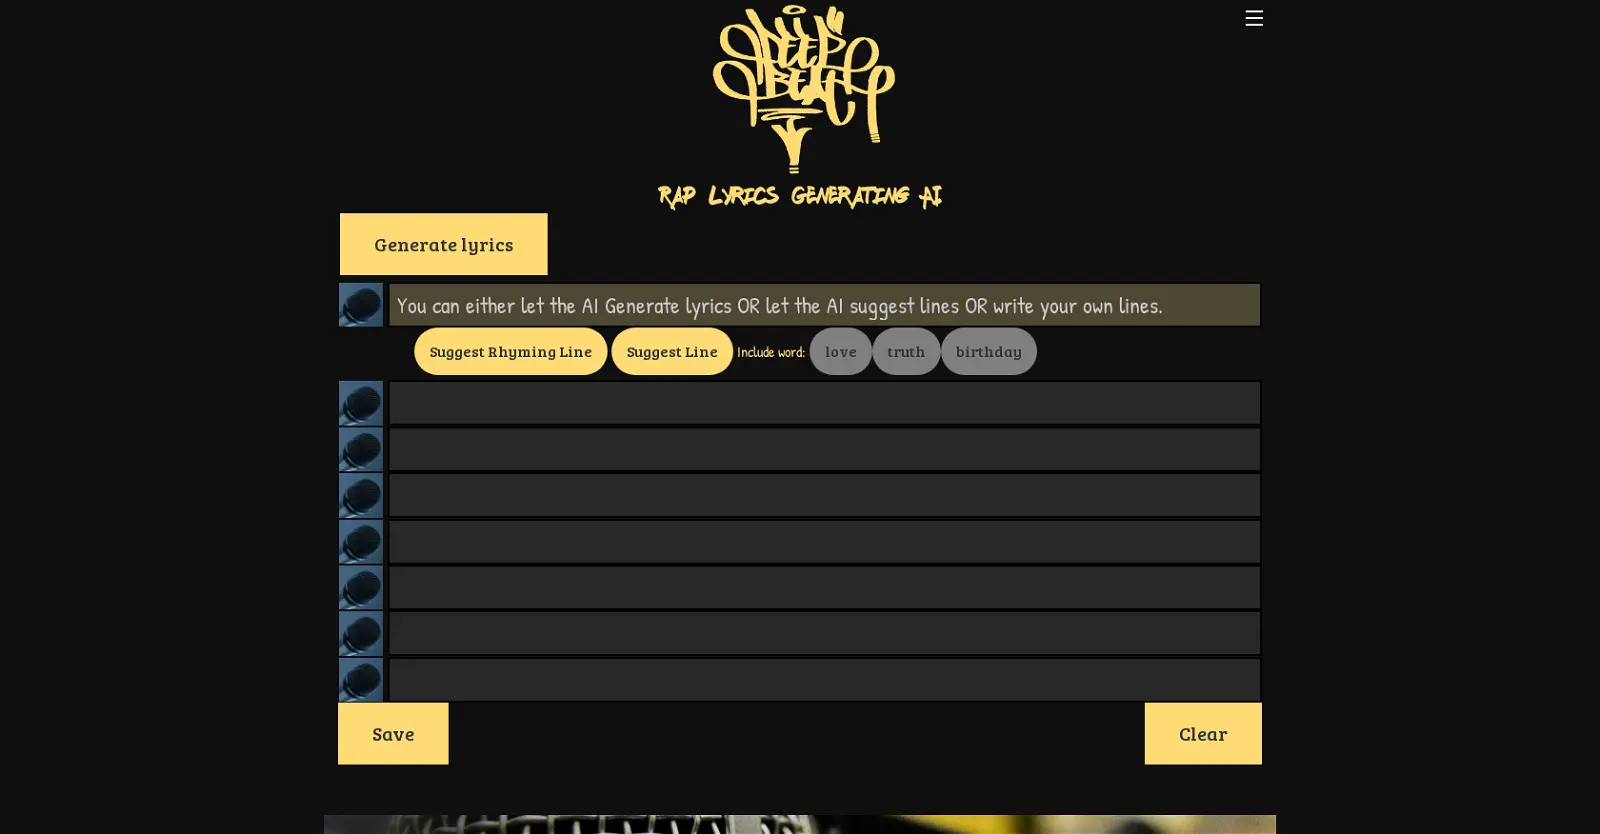 DEEP
BEAT
RAP LYRICS GENERATING AI
Generate lyrics
You can either let the AI Generate lyrics OR let the AI suggest lines OR write your own lines.
Suggest Rhyming Line Suggest Line Include word: love truth birthday
Save Clear